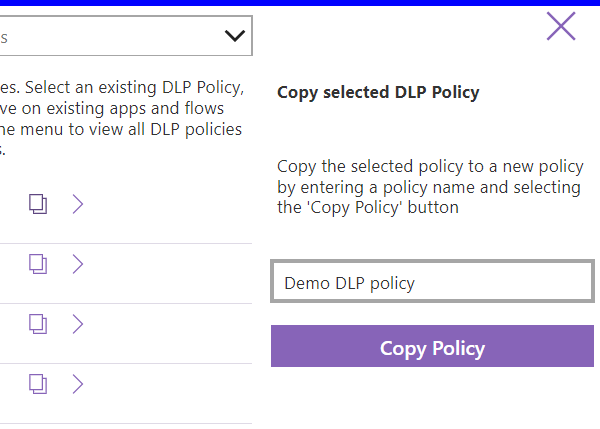 s
es. Select an existing DLP Policy,
ve on existing apps and flows
ne menu to view all DLP policies
s.
Copy selected DLP Policy
Copy the selected policy to a new policy
by entering a policy name and selecting
the 'Copy Policy' button
Demo DLP policy
Copy Policy